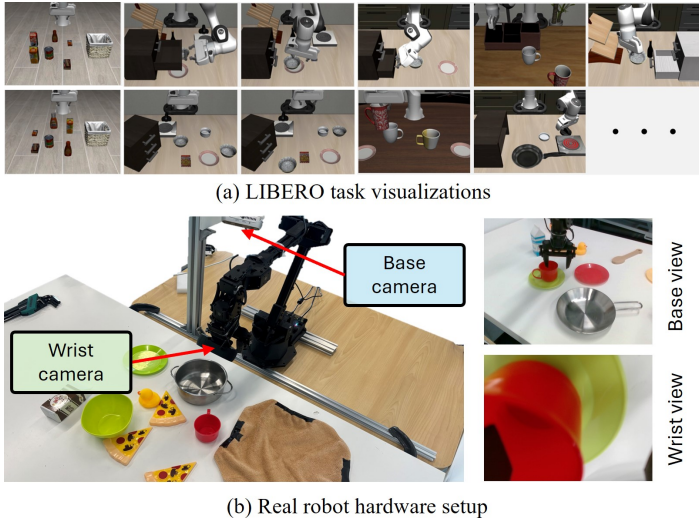 (a) LIBERO task visualizations
Base
camera
Wrist
camera
Base view
Wrist view
(b) Real robot hardware setup